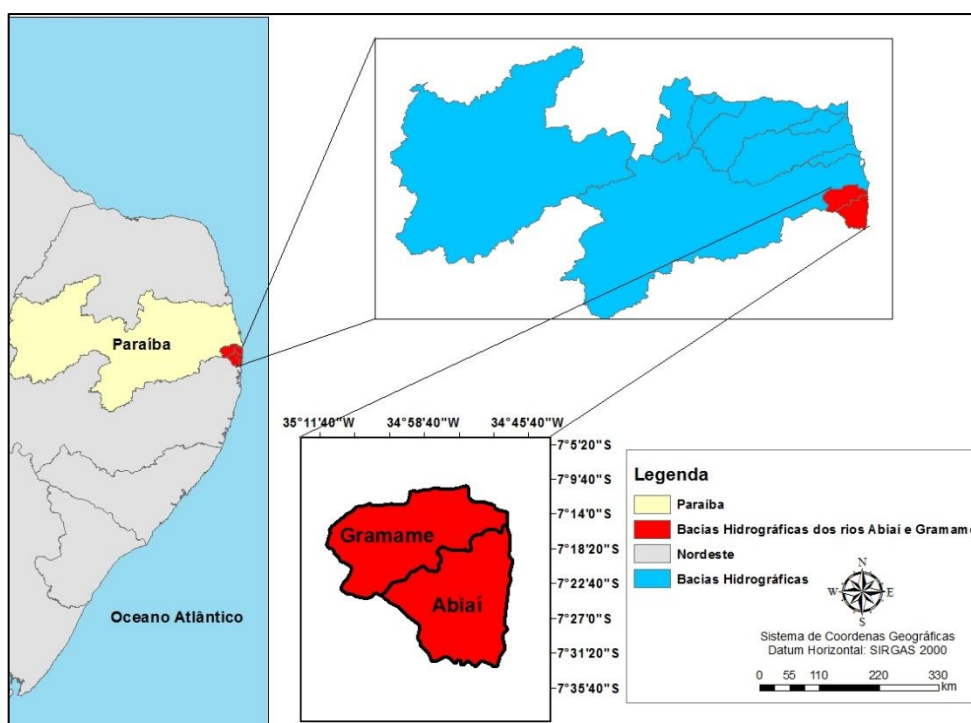 Paraíba
Oceano Atlântico
35°11'40"W 34°58'40"W 34°45'40"W
7°5'20"S
7°9'40"S
7°14'0"S
7°18'20"S
7°22'40"S
7°27'0"S
7°31'20"S
7°35'40"S
Gramame
Abiaí
Legenda
Paraíba
Bacias Hidrográficas dos rios Abiaí e Gramame
Nordeste
Bacias Hidrográficas
N
W E
S
Sistema de Coordenas Geográficas
Datum Horizontal: SIRGAS 2000
0 55 110 220 330
km